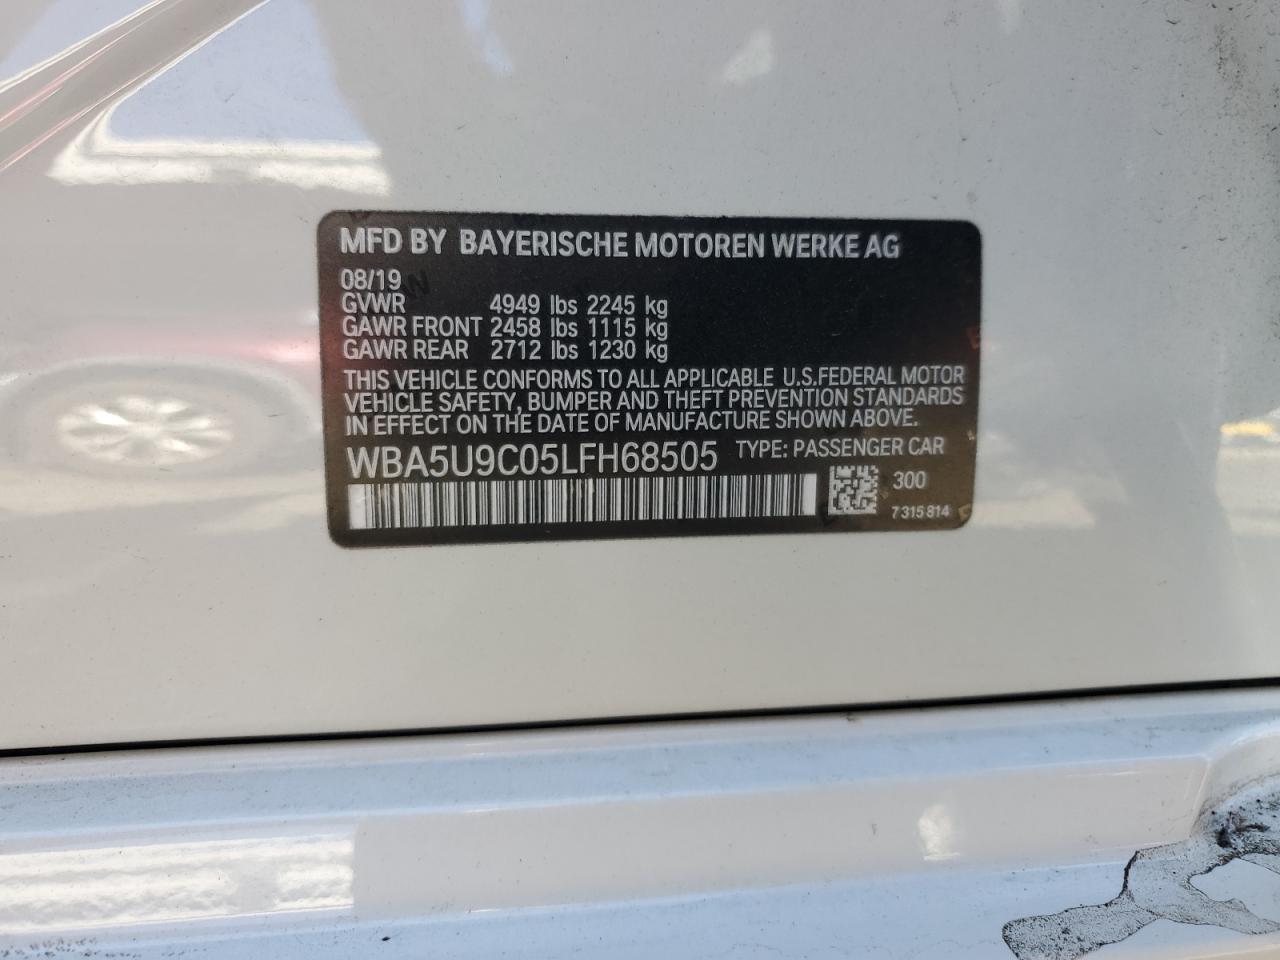 MFD BY BAYERISCHE MOTOREN WERKE AG
08/19
GVWR 4949 lbs 2245 kg
GAWR FRONT 2458 lbs 1115 kg
GAWR REAR 2712 lbs 1230 kg
THIS VEHICLE CONFORMS TO ALL APPLICABLE U.S.FEDERAL MOTOR
VEHICLE SAFETY, BUMPER AND THEFT PREVENTION STANDARDS
IN EFFECT ON THE DATE OF MANUFACTURE SHOWN ABOVE.
WBA5U9C05LFH68505 TYPE: PASSENGER CAR
300
7 315 814